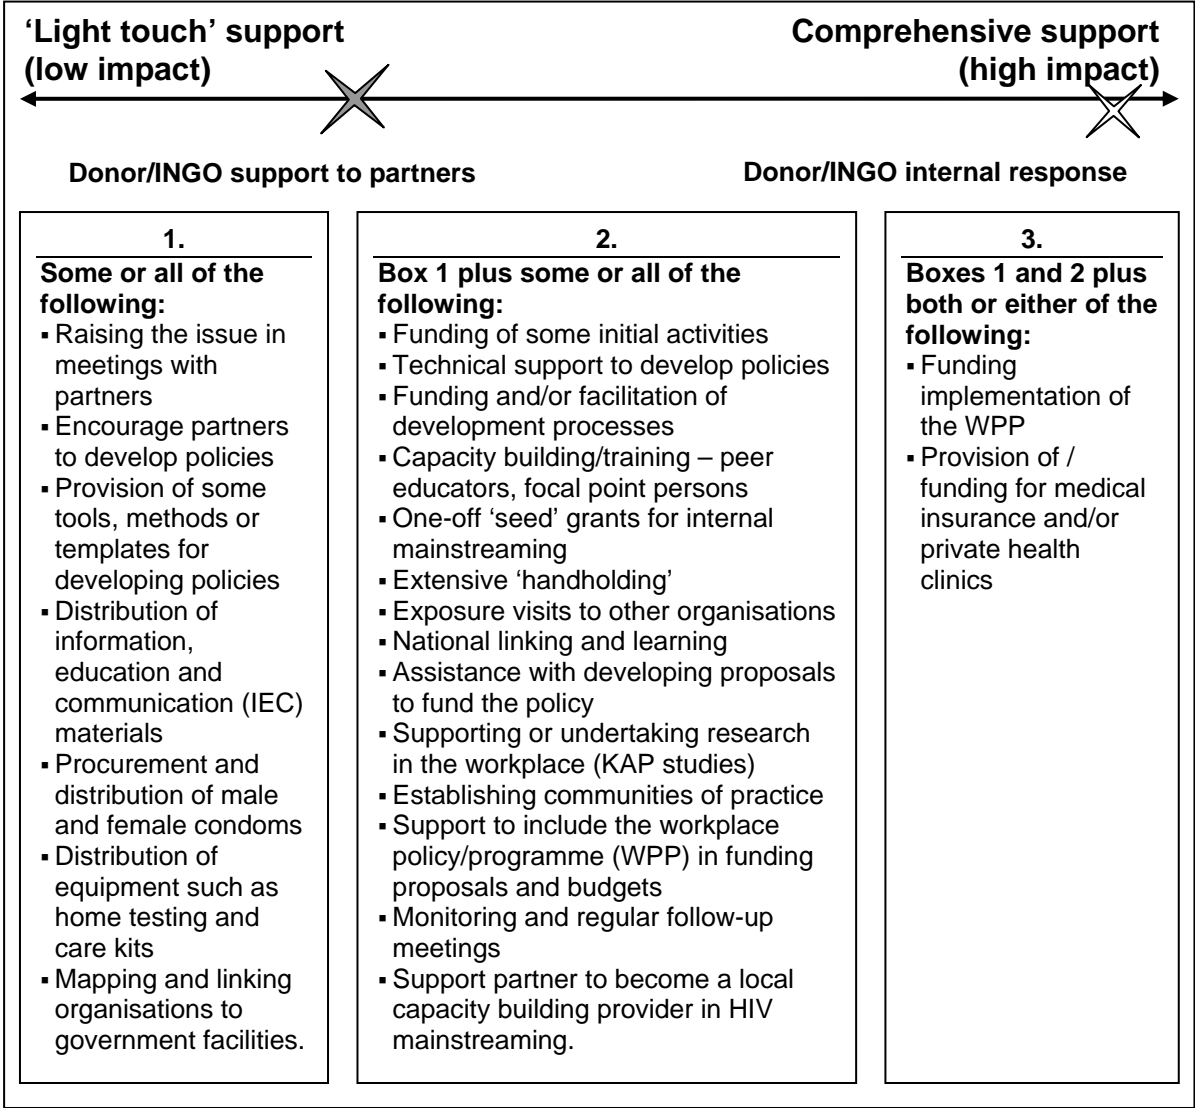 ‘Light touch’ support
(low impact)
Comprehensive support
(high impact)
Donor/INGO support to partners
Donor/INGO internal response
1.
Some or all of the
following:
▪ Raising the issue in
meetings with
partners
▪ Encourage partners
to develop policies
▪ Provision of some
tools, methods or
templates for
developing policies
▪ Distribution of
information,
education and
communication (IEC)
materials
▪ Procurement and
distribution of male
and female condoms
▪ Distribution of
equipment such as
home testing and
care kits
▪ Mapping and linking
organisations to
government facilities.
2.
Box 1 plus some or all of the
following:
▪ Funding of some initial activities
▪ Technical support to develop policies
▪ Funding and/or facilitation of
development processes
▪ Capacity building/training – peer
educators, focal point persons
▪ One-off ‘seed’ grants for internal
mainstreaming
▪ Extensive ‘handholding’
▪ Exposure visits to other organisations
▪ National linking and learning
▪ Assistance with developing proposals
to fund the policy
▪ Supporting or undertaking research
in the workplace (KAP studies)
▪ Establishing communities of practice
▪ Support to include the workplace
policy/programme (WPP) in funding
proposals and budgets
▪ Monitoring and regular follow-up
meetings
▪ Support partner to become a local
capacity building provider in HIV
mainstreaming.
3.
Boxes 1 and 2 plus
both or either of the
following:
▪ Funding
implementation of
the WPP
▪ Provision of /
funding for medical
insurance and/or
private health
clinics